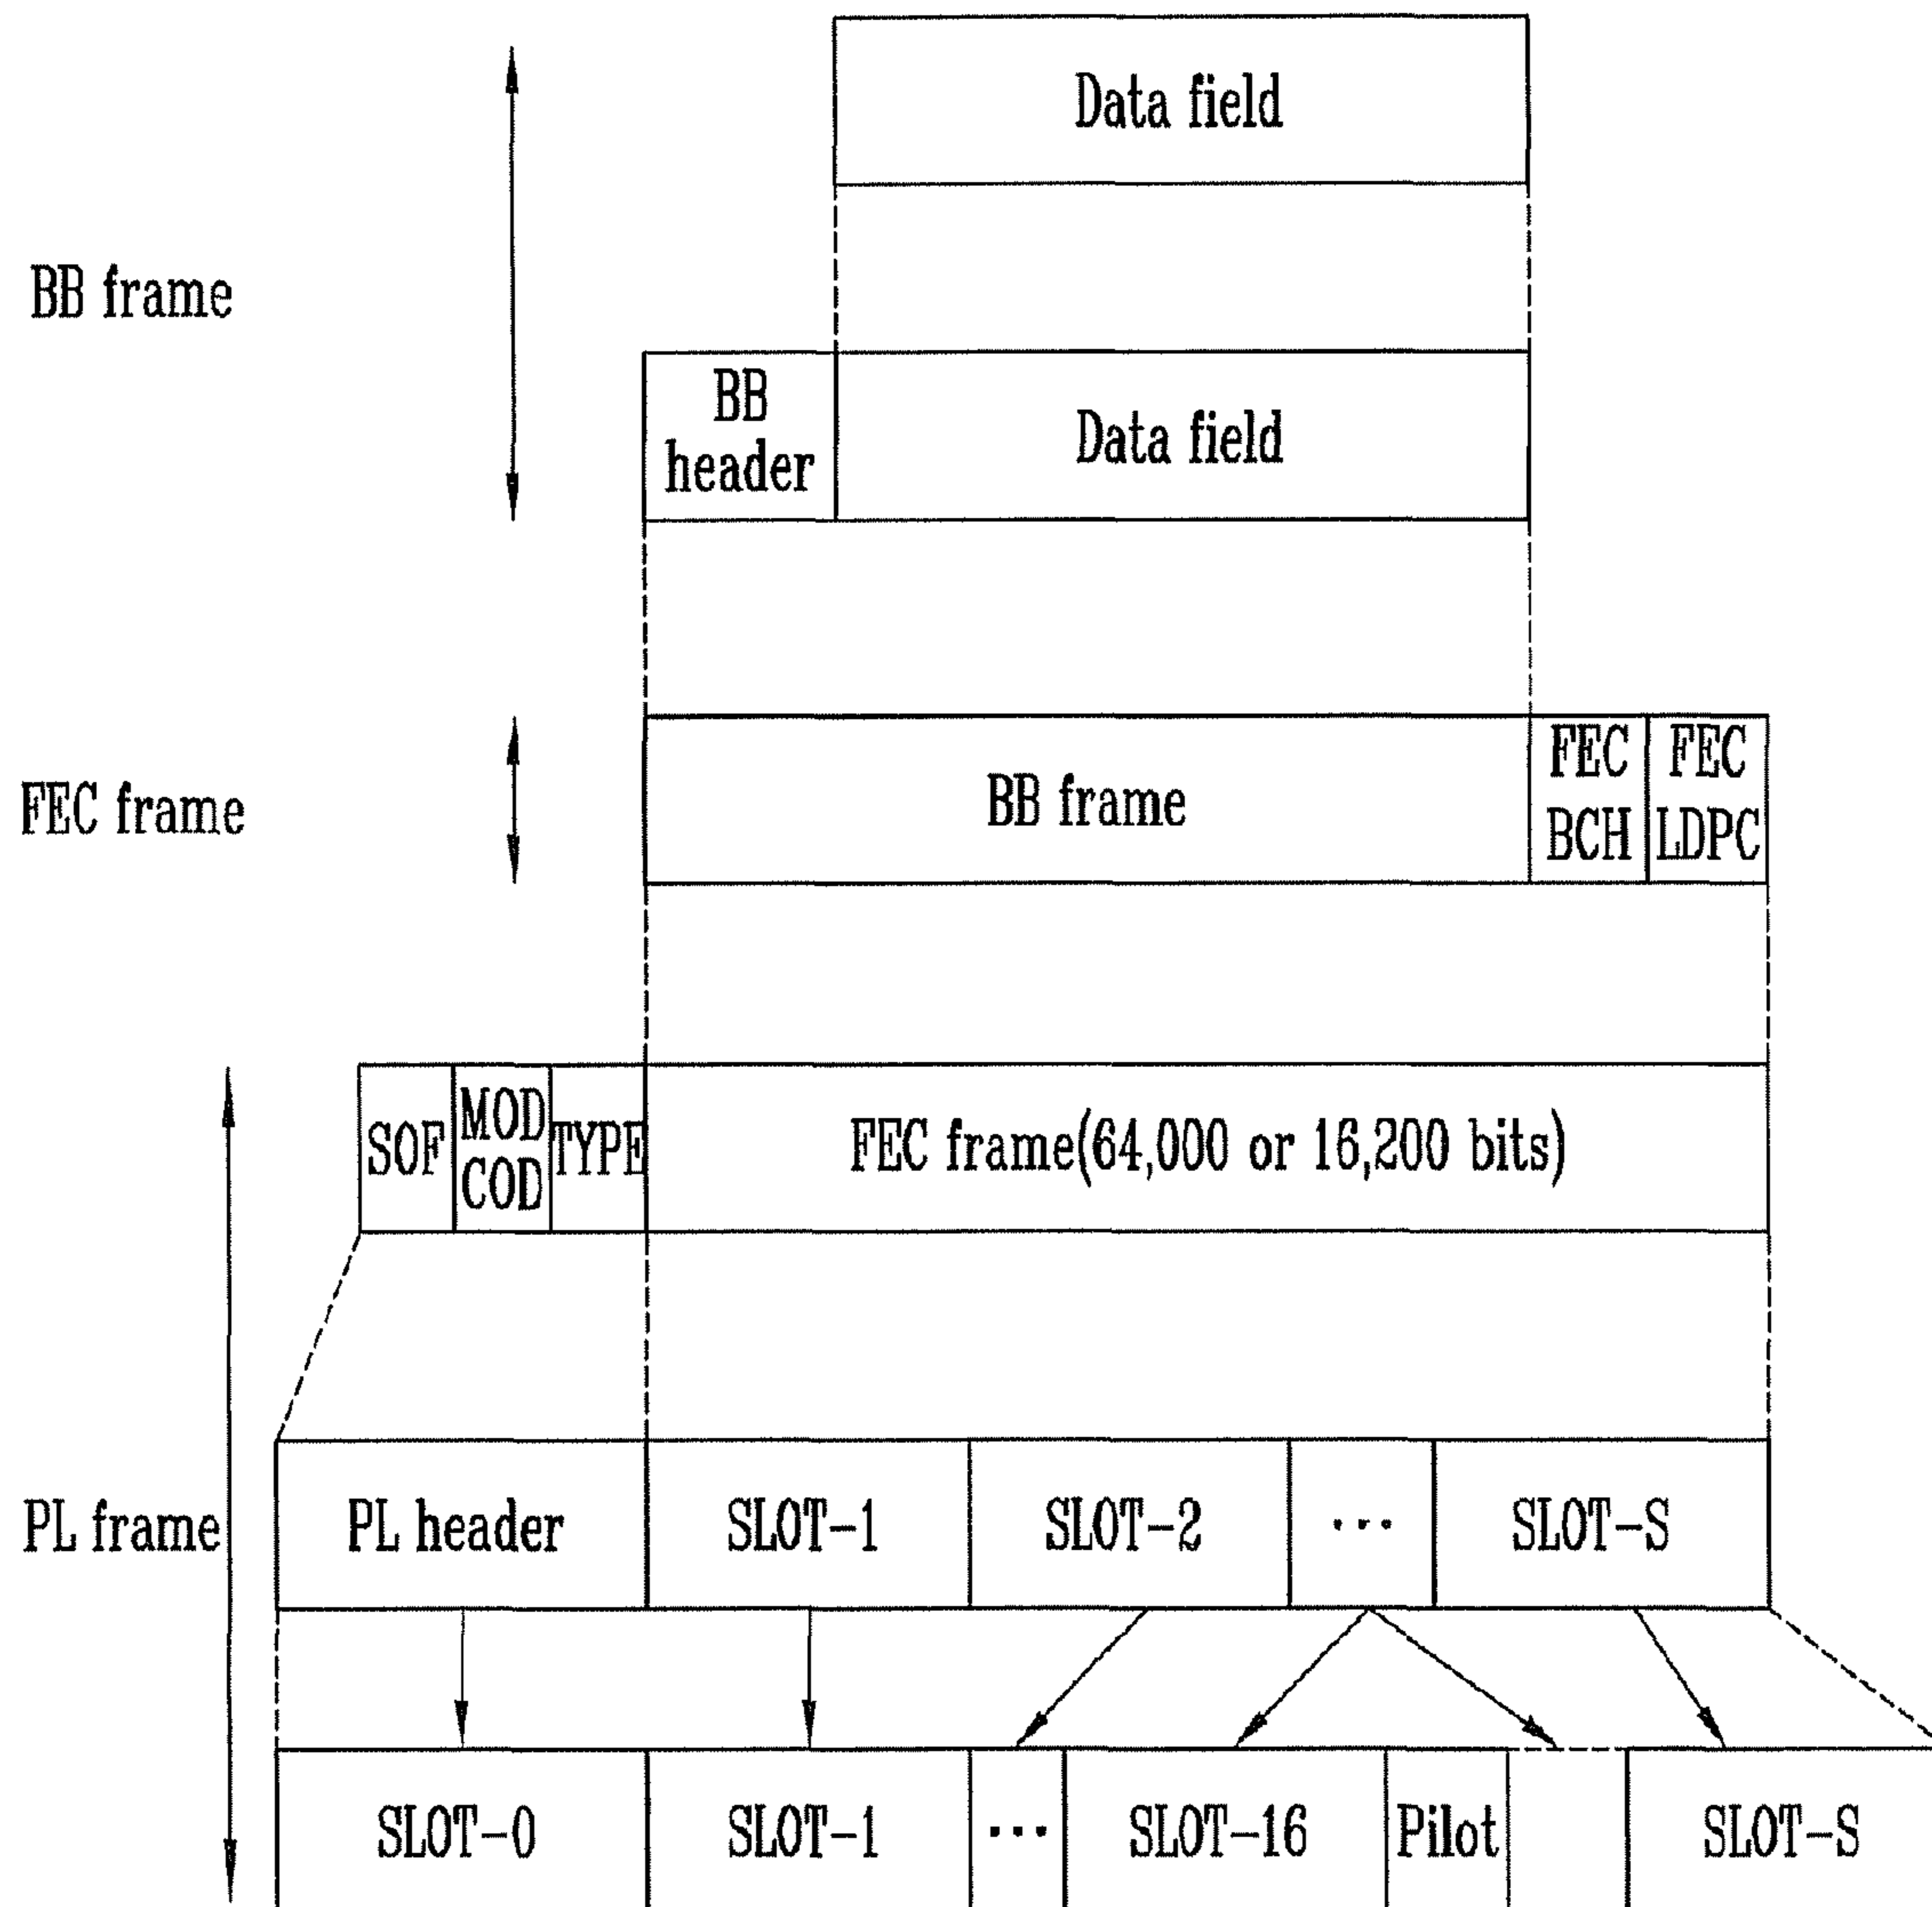 Data field
BB frame
BB
header
Data field
FEC frame
BB frame
FEC
BCH
FEC
LDPC
SOF
MOD
COD
TYPE
FEC frame(64,000 or 16,200 bits)
PL frame
PL header
SLOT-1
SLOT-2
...
SLOT-S
SLOT-0
SLOT-1
...
SLOT-16
Pilot
SLOT-S